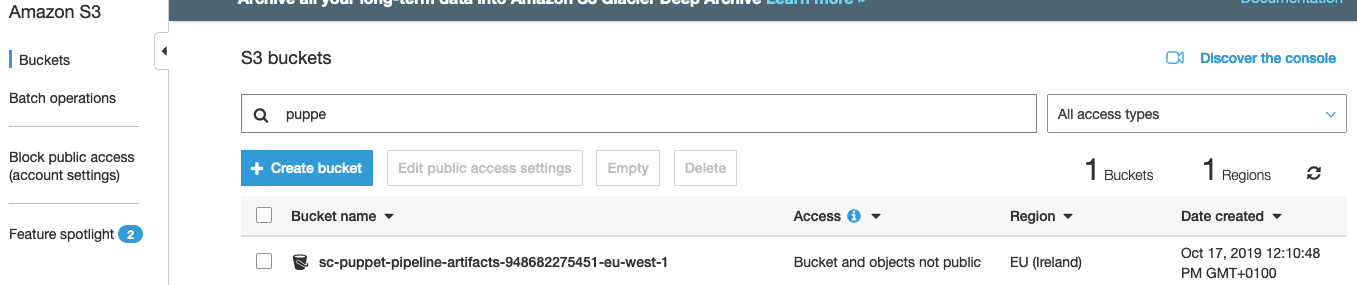 Amazon S3
Archive all your long-term data into Amazon S3 Glacier Deep Archive Learn more »
Documentation
Buckets
Batch operations
Block public access
(account settings)
Feature spotlight 2
S3 buckets
Discover the console
puppe
All access types
+ Create bucket
Edit public access settings
Empty
Delete
1 Buckets
1 Regions
Bucket name
Access
Region
Date created
sc-puppet-pipeline-artifacts-948682275451-eu-west-1
Bucket and objects not public
EU (Ireland)
Oct 17, 2019 12:10:48
PM GMT+0100